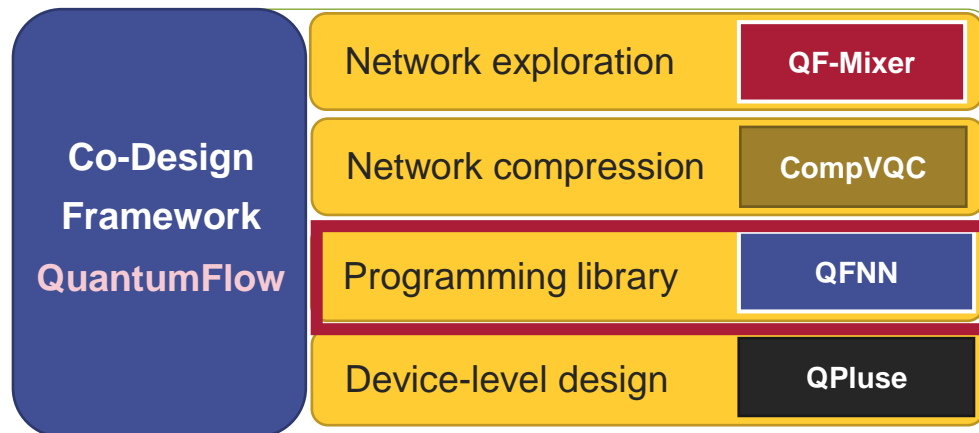 Co-Design
Framework
QuantumFlow
Network exploration
QF-Mixer
Network compression
CompVQC
Programming library
QFNN
Device-level design
QPluse